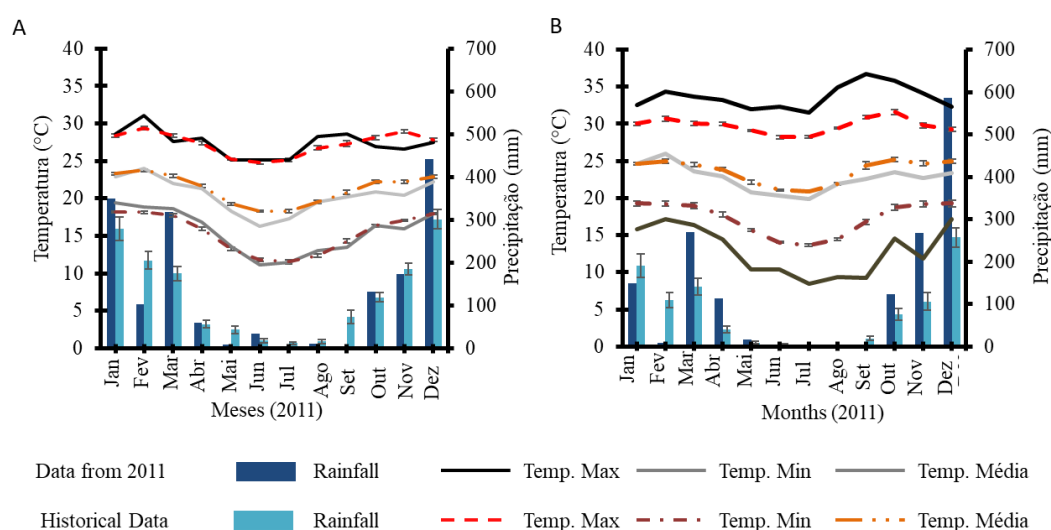 A
B
40
35
30
25
20
15
10
5
0
Temperatura (°C)
700
600
500
400
300
200
100
0
Precipitação (mm)
Jan Fev Mar Abr Mai Jun Jul Ago Set Out Nov Dez
Meses (2011)
40
35
30
25
20
15
10
5
0
Temperatura (°C)
700
600
500
400
300
200
100
0
Precipitação (mm)
Jan Fev Mar Abr Mai Jun Jul Ago Set Out Nov Dez
Months (2011)
Data from 2011 Rainfall Temp. Max Temp. Min Temp. Média
Historical Data Rainfall Temp. Max Temp. Min Temp. Média